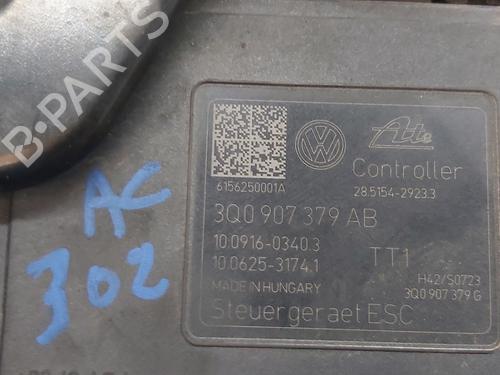 B-PARTS
Ate
Controller
6156250001A
28.5154-2923.3
3Q0 907 379 AB
10.0916-0340.3
TT1
10.0625-3174.1
H42/S0723
MADE IN HUNGARY
3Q0 907 379 G
Steuergeraet ESC
AC
302